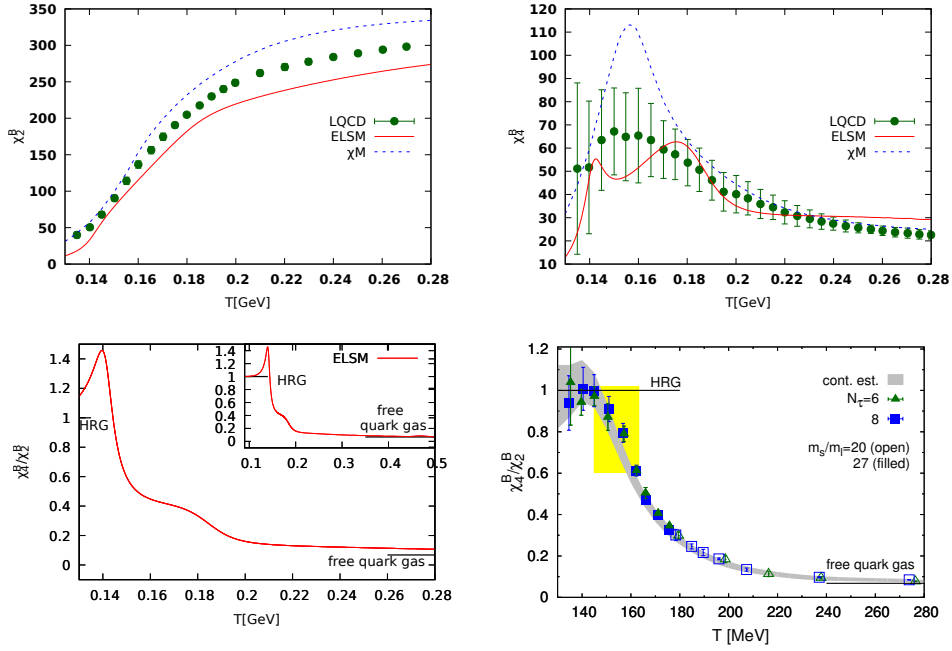 350
300
250
200
150
100
50
0
χ₂ᴮ
LQCD
ELSM
χM
0.14 0.16 0.18 0.2 0.22 0.24 0.26 0.28
T[GeV]
120
110
100
90
80
70
60
50
40
30
20
10
χ₄ᴮ
LQCD
ELSM
χM
0.14 0.16 0.18 0.2 0.22 0.24 0.26 0.28
T[GeV]
1.4
1.2
1
0.8
0.6
0.4
0.2
0
χ₄ᴮ/χ₂ᴮ
HRG
free quark gas
0.14 0.16 0.18 0.2 0.22 0.24 0.26 0.28
T[GeV]
1.4
1.2
1
0.8
0.6
0.4
0.2
0
ELSM
HRG
free
quark gas
0.1 0.2 0.3 0.4 0.5
1.2
1
0.8
0.6
0.4
0.2
0
χ₄ᴮ/χ₂ᴮ
HRG
cont. est.
Nτ=6
8
mₛ/mₗ=20 (open)
27 (filled)
free quark gas
140 160 180 200 220 240 260 280
T [MeV]